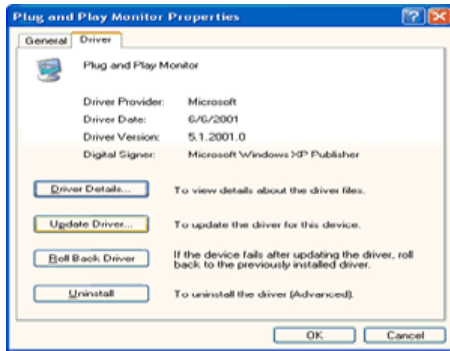 Plug and Play Monitor Properties
General Driver
Plug and Play Monitor
Driver Provider: Microsoft
Driver Date: 6/6/2001
Driver Version: 5.1.2001.0
Digital Signer: Microsoft Windows XP Publisher
Driver Details... To view details about the driver files.
Update Driver... To update the driver for this device.
Roll Back Driver If the device fails after updating the driver, roll
back to the previously installed driver.
Uninstall To uninstall the driver (Advanced).
OK Cancel